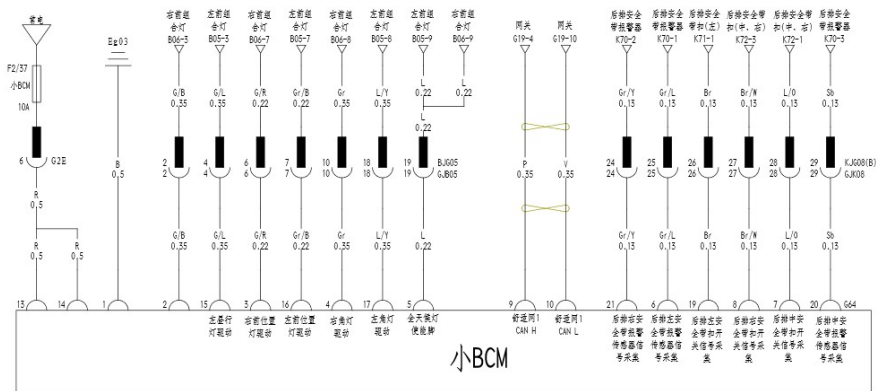 常电
Eg03
右前组
合灯
B06-3
左前组
合灯
B05-3
右前组
合灯
B06-7
左前组
合灯
B05-7
右前组
合灯
B06-8
左前组
合灯
B05-8
左前组
合灯
B05-9
右前组
合灯
B06-9
网关
G19-4
网关
G19-10
后排安全
带报警器
K70-2
后排安全
带报警器
K70-1
后排安全带
扣(左)
K71-1
后排安全带
扣(中、右)
K72-3
后排安全带
扣(中、右)
K72-1
后排安全
带报警器
K70-3
F2/37
小BCM
10A
6 G2E
B
0.5
R
0.5
R
0.5
R
0.5
G/B
0.35
G/L
0.35
G/R
0.22
G/B
0.22
Gr
0.35
L/Y
0.35
L
0.22
L
0.22
L
0.22
P
0.35
V
0.35
Gr/Y
0.13
Gr/L
0.13
Br
0.13
Br/W
0.13
L/O
0.13
Sb
0.13
2 4 6 7 10 18 19 BJG05
2 4 6 7 10 18 19 GJB05
24 25 26 27 28 29 KJG08(B)
24 25 26 27 28 29 GJK08
G/B
0.35
G/L
0.35
G/R
0.22
G/B
0.22
Gr
0.35
L/Y
0.35
L
0.22
Gr/Y
0.13
Gr/L
0.13
Br
0.13
Br/W
0.13
L/O
0.13
Sb
0.13
13 14 1 2 15 3 16 4 17 5 9 10 21 6 19 8 7 20 G64
左昼行
灯驱动
右前位置
灯驱动
左前位置
灯驱动
右角灯
驱动
左角灯
驱动
全天候灯
使能脚
舒适网1
CAN H
舒适网1
CAN L
后排右安
全带报警
传感器信
号采集
后排左安
全带报警
传感器信
号采集
后排左安
全带扣开
关信号采
集
后排右安
全带扣开
关信号采
集
后排中安
全带扣开
关信号采
集
后排中安
全带报警
传感器信
号采集
小BCM